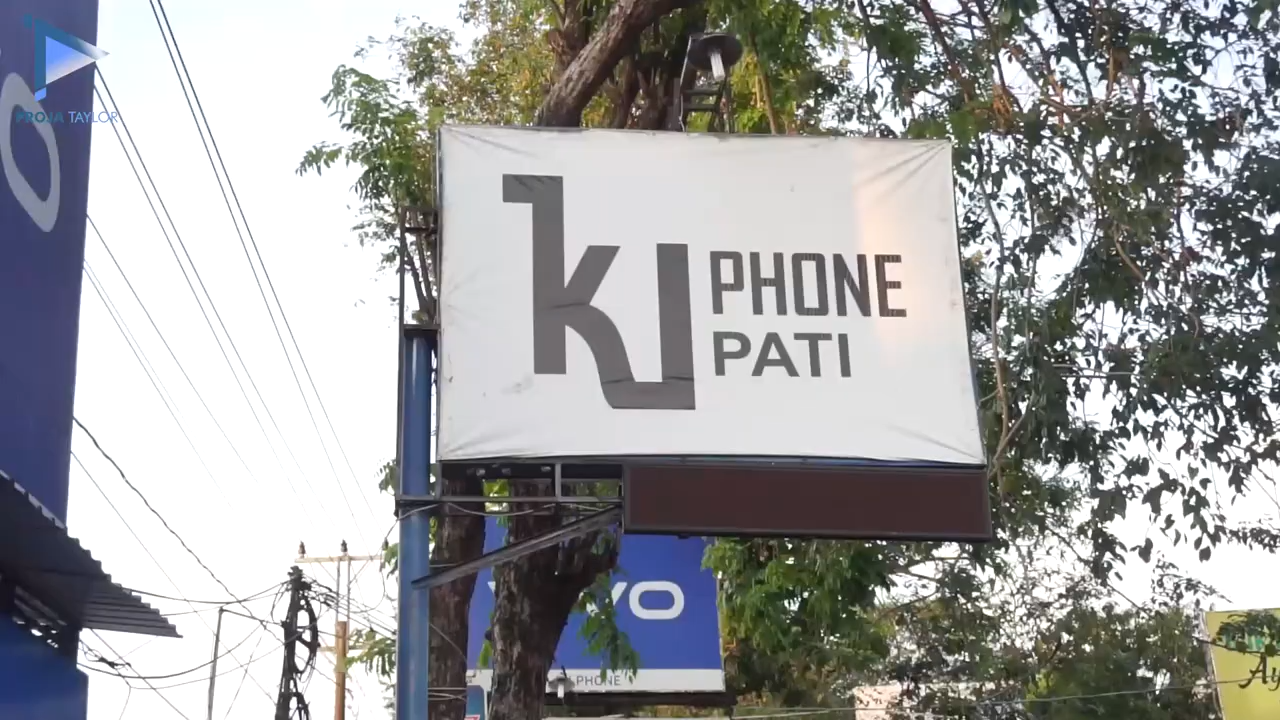 PROJA TAYLOR
KJ
PHONE
PATI
VO
PHONE